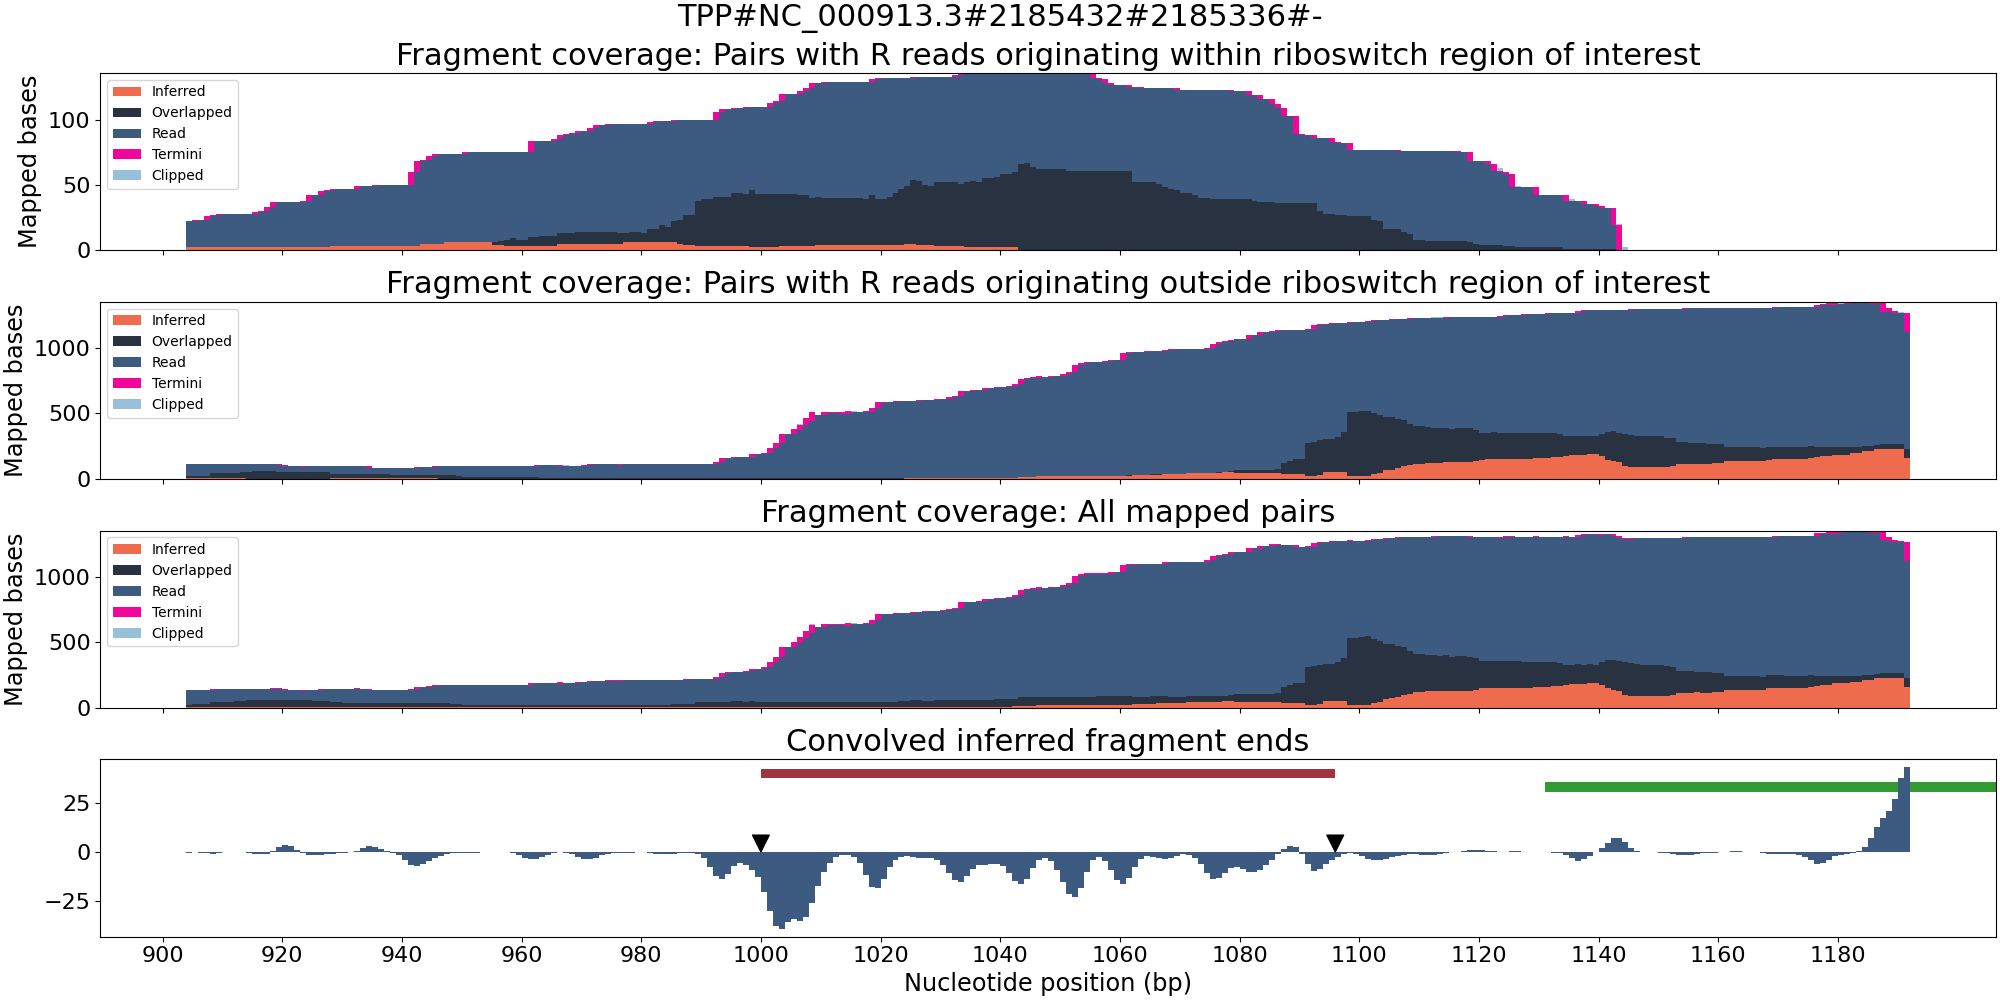 TPP#NC_000913.3#2185432#2185336#-
Fragment coverage: Pairs with R reads originating within riboswitch region of interest
Mapped bases
100
50
0
Inferred
Overlapped
Read
Termini
Clipped
Fragment coverage: Pairs with R reads originating outside riboswitch region of interest
Mapped bases
1000
500
0
Inferred
Overlapped
Read
Termini
Clipped
Fragment coverage: All mapped pairs
Mapped bases
1000
500
0
Inferred
Overlapped
Read
Termini
Clipped
Convolved inferred fragment ends
25
0
−25
900 920 940 960 980 1000 1020 1040 1060 1080 1100 1120 1140 1160 1180
Nucleotide position (bp)